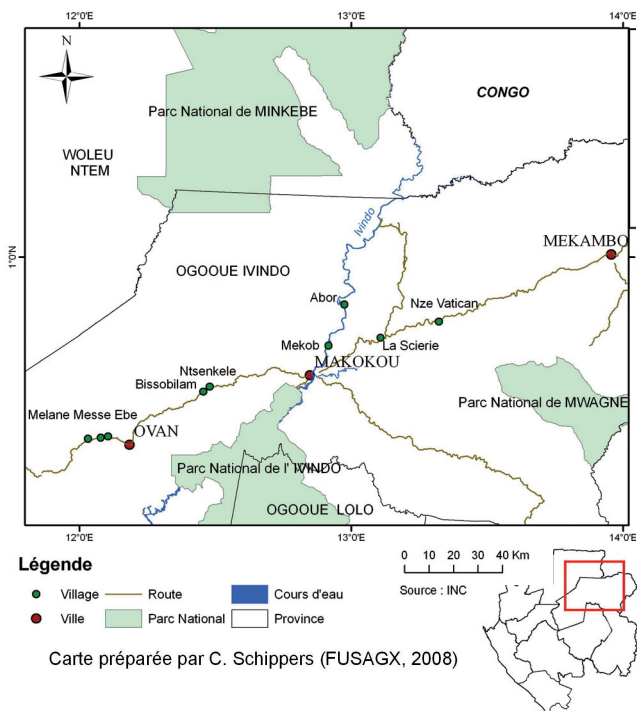 12°0'E
13°0'E
14°0'E
N
Parc National de MINKEBE
CONGO
WOLEU
NTEM
Ivindo
MEKAMBO
1°0'N
1°0'N
OGOOUE IVINDO
Abor
Nze Vatican
Mekob
La Scierie
MAKOKOU
Ntsenkele
Bissobilam
Parc National de MWAGNE
Melane Messe Ebe
OVAN
Parc National de l' IVINDO
OGOOUE LOLO
12°0'E
13°0'E
14°0'E
Légende
Village
Route
Cours d'eau
Ville
Parc National
Province
0 10 20 30 40 Km
Source : INC
Carte préparée par C. Schippers (FUSAGX, 2008)